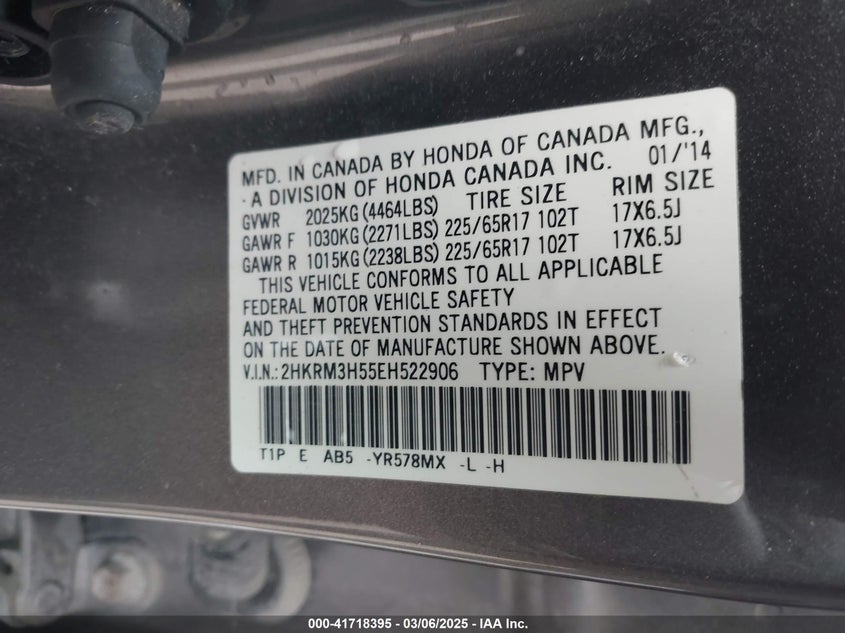 MFD. IN CANADA BY HONDA OF CANADA MFG.,
A DIVISION OF HONDA CANADA INC. 01/'14
GVWR 2025KG(4464LBS) TIRE SIZE RIM SIZE
GAWR F 1030KG(2271LBS) 225/65R17 102T 17X6.5J
GAWR R 1015KG(2238LBS) 225/65R17 102T 17X6.5J
THIS VEHICLE CONFORMS TO ALL APPLICABLE
FEDERAL MOTOR VEHICLE SAFETY
AND THEFT PREVENTION STANDARDS IN EFFECT
ON THE DATE OF MANUFACTURE SHOWN ABOVE.
V.I.N.:2HKRM3H55EH522906 TYPE: MPV
T1P E AB5 -YR578MX -L -H
000-41718395 - 03/06/2025 - IAA Inc.